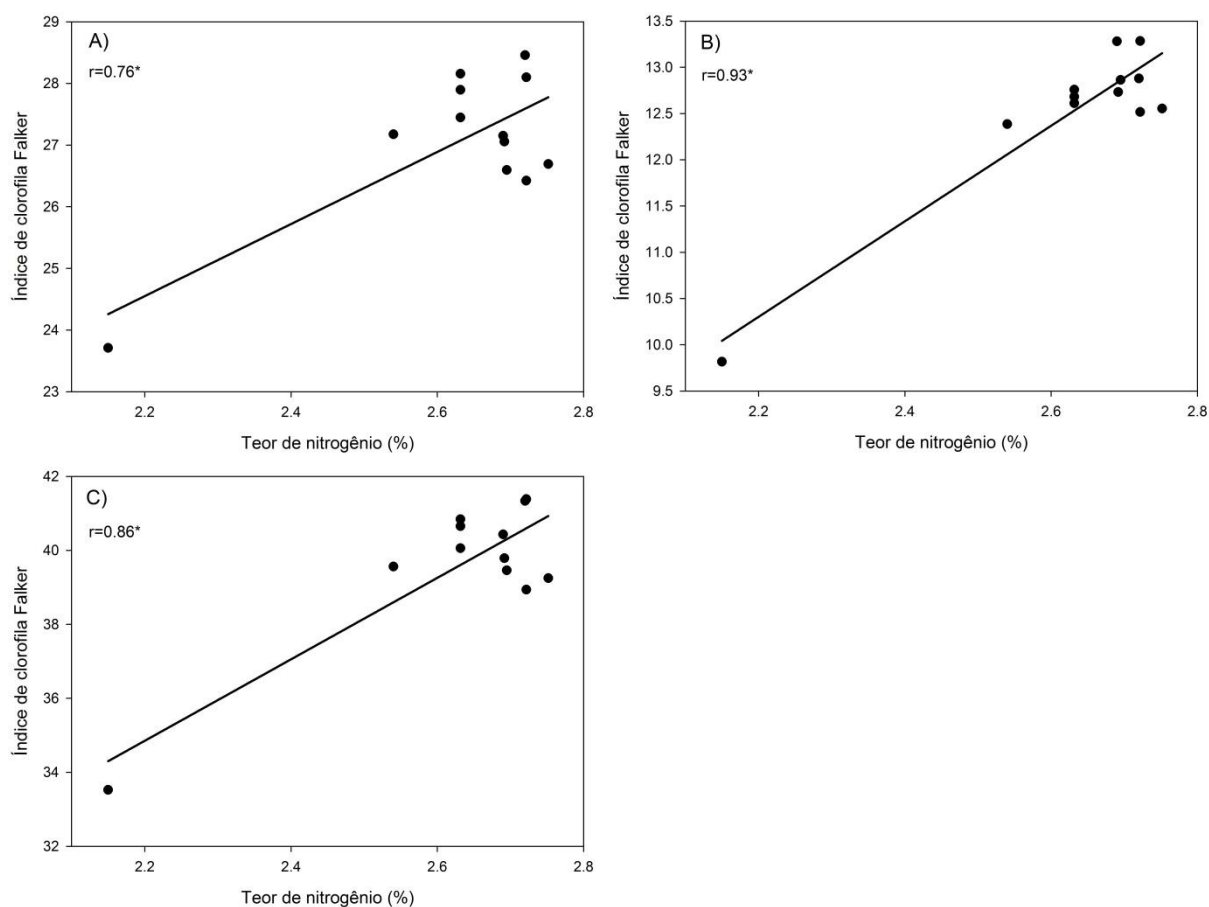 A)
r=0.76*
Índice de clorofila Falker
29
28
27
26
25
24
23
2.2
2.4
2.6
2.8
Teor de nitrogênio (%)
B)
r=0.93*
Índice de clorofila Falker
13.5
13.0
12.5
12.0
11.5
11.0
10.5
10.0
9.5
2.2
2.4
2.6
2.8
Teor de nitrogênio (%)
C)
r=0.86*
Índice de clorofila Falker
42
40
38
36
34
32
2.2
2.4
2.6
2.8
Teor de nitrogênio (%)